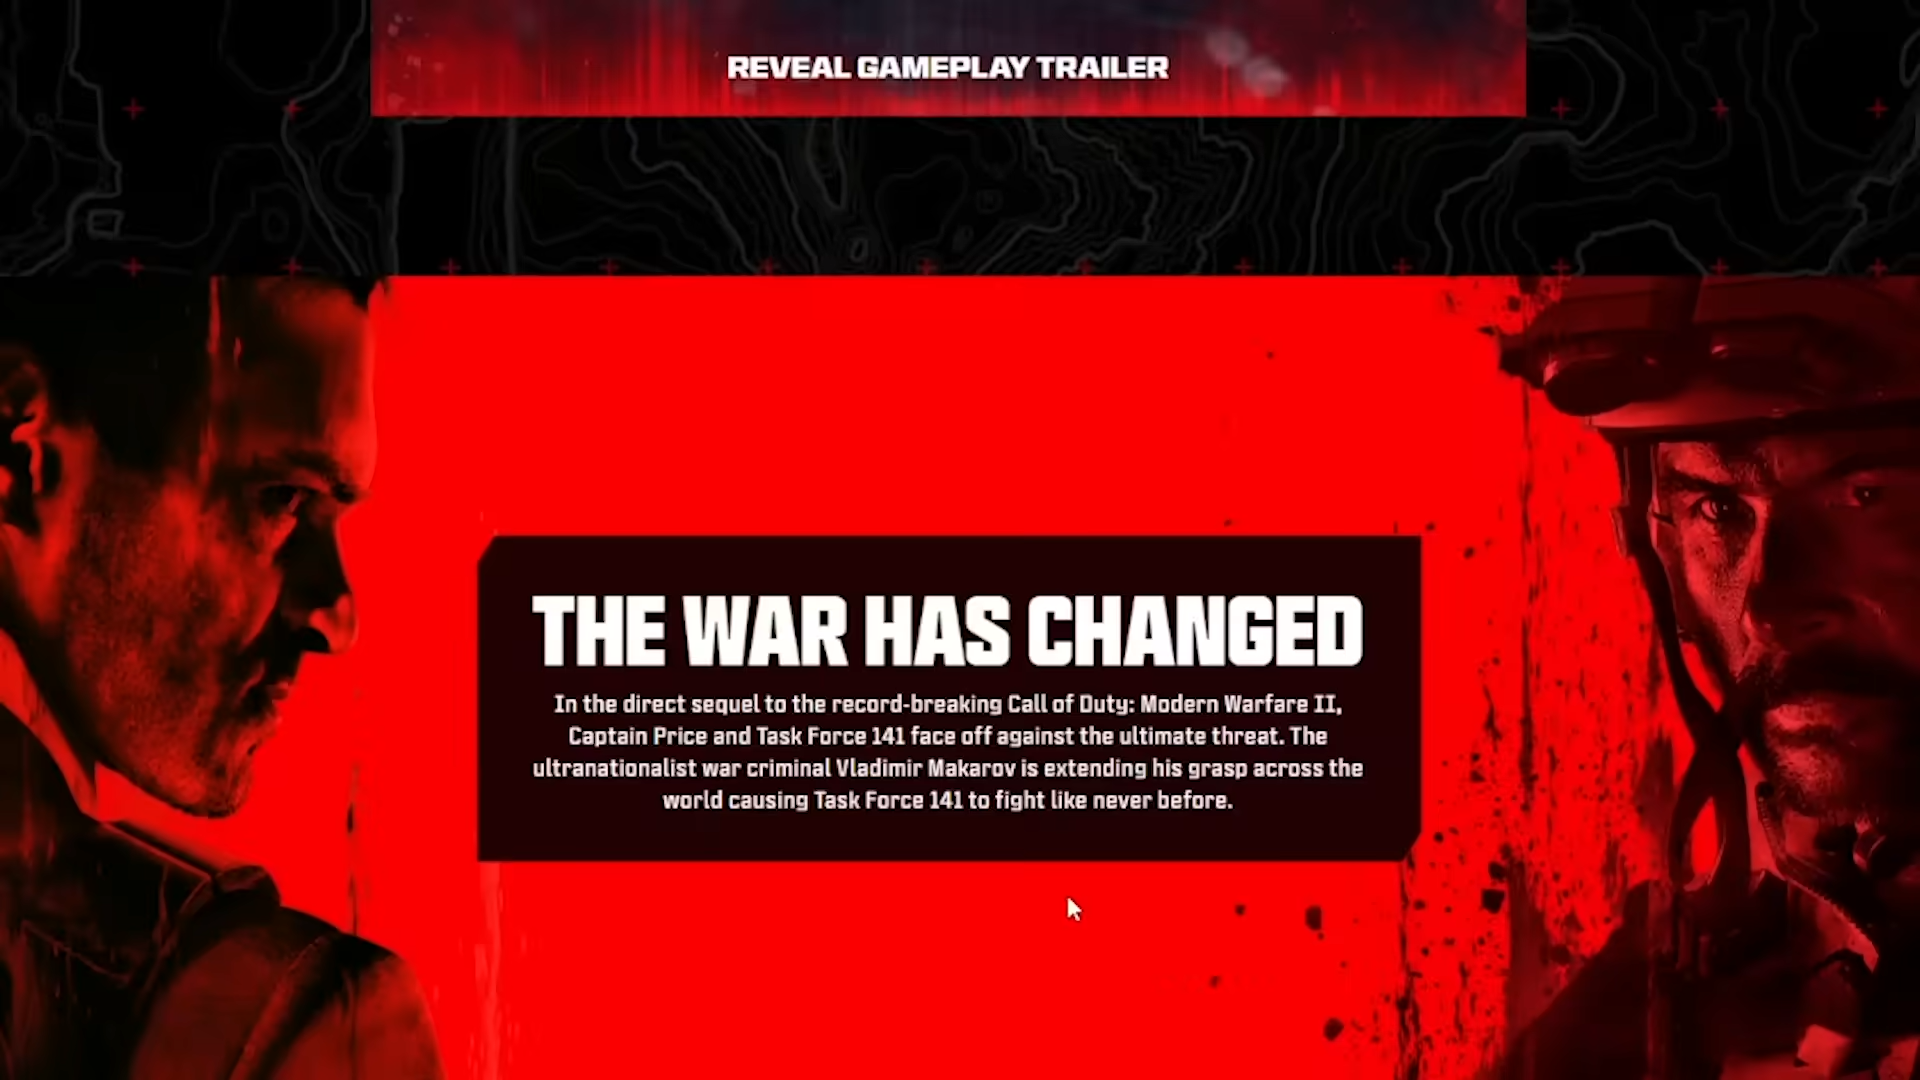 REVEAL GAMEPLAY TRAILER
THE WAR HAS CHANGED
In the direct sequel to the record-breaking Call of Duty: Modern Warfare II,
Captain Price and Task Force 141 face off against the ultimate threat. The
ultranationalist war criminal Vladimir Makarov is extending his grasp across the
world causing Task Force 141 to fight like never before.